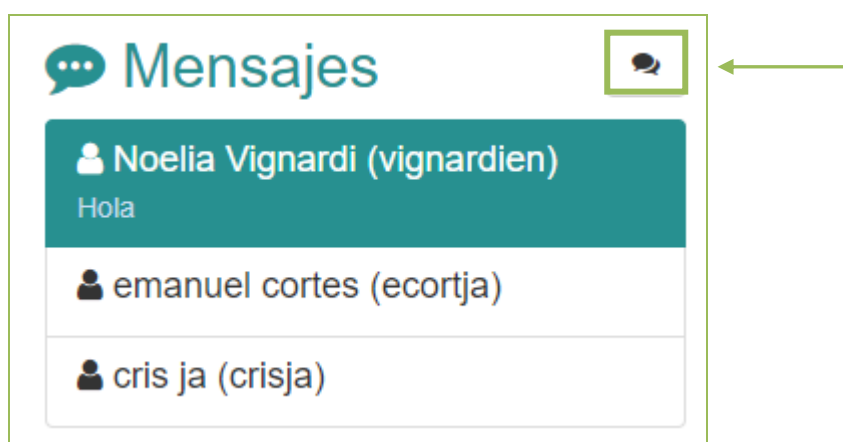 Mensajes
Noelia Vignardi (vignardien)
Hola
emanuel cortes (ecortja)
cris ja (crisja)